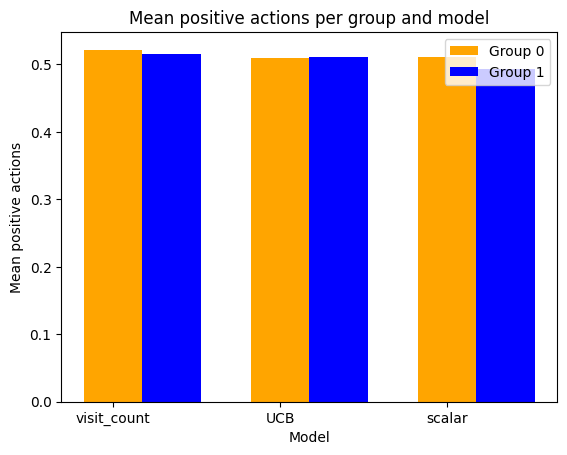 Mean positive actions per group and model
Group 0
Group 1
Mean positive actions
0.5
0.4
0.3
0.2
0.1
0.0
visit_count
UCB
scalar
Model